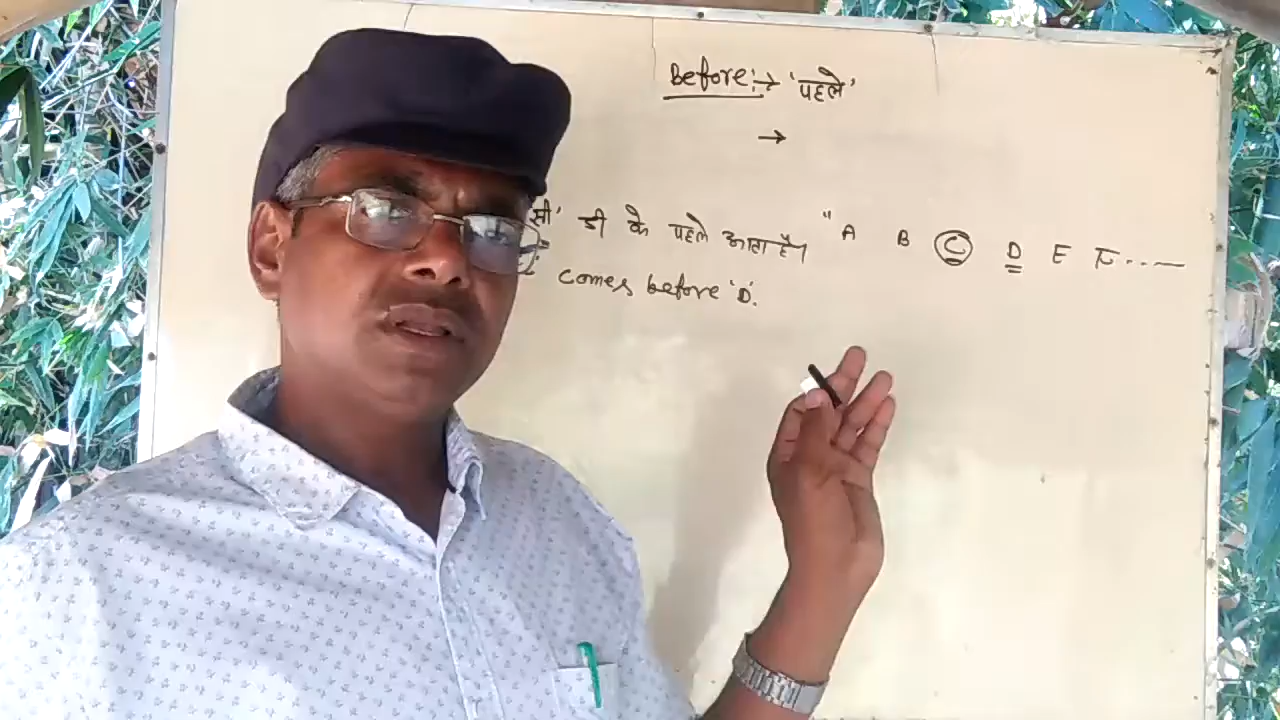 Before :→ 'पहले'
→
सी' डी के पहले आता है। " A B C D E F.....
comes before 'D'.